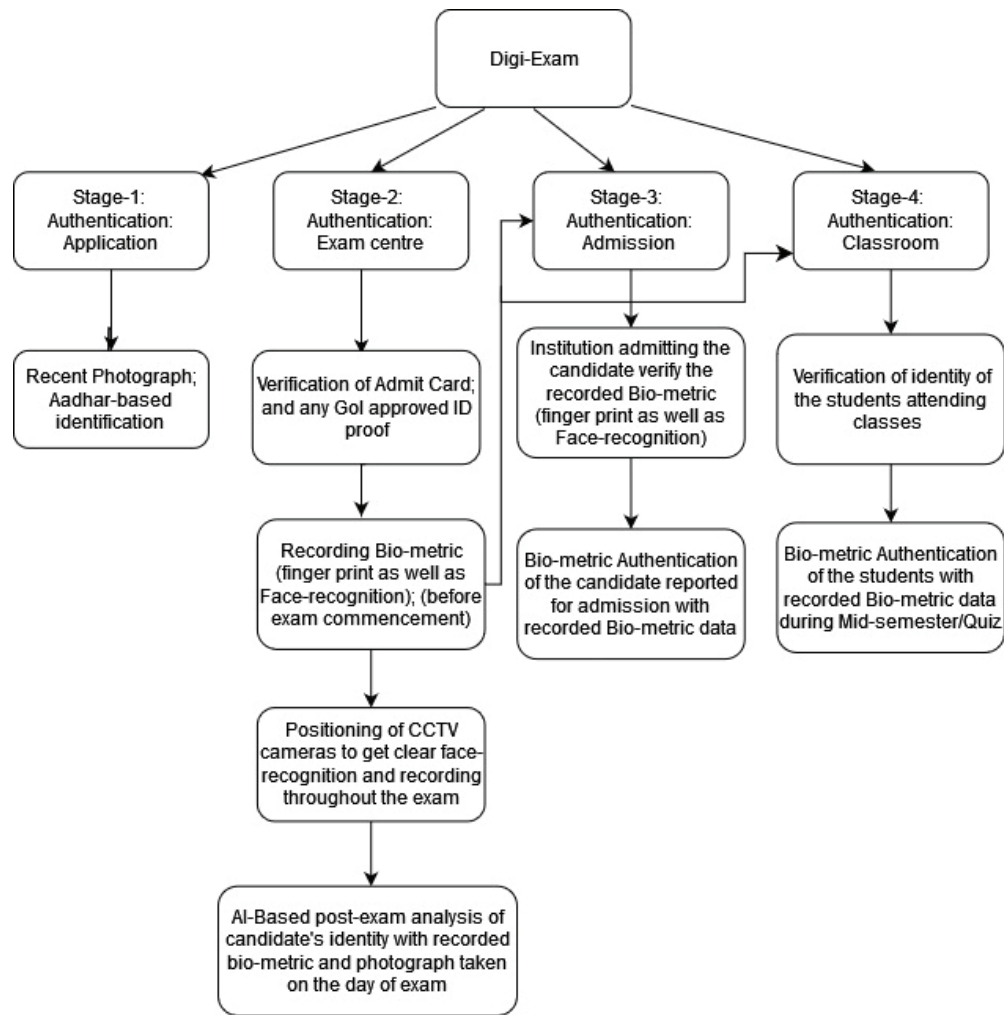 Digi-Exam
Stage-1:
Authentication:
Application
Stage-2:
Authentication:
Exam centre
Stage-3:
Authentication:
Admission
Stage-4:
Authentication:
Classroom
Recent Photograph;
Aadhar-based
identification
Verification of Admit Card;
and any GoI approved ID
proof
Institution admitting the
candidate verify the
recorded Bio-metric
(finger print as well as
Face-recognition)
Verification of identity of
the students attending
classes
Recording Bio-metric
(finger print as well as
Face-recognition); (before
exam commencement)
Bio-metric Authentication
of the candidate reported
for admission with
recorded Bio-metric data
Bio-metric Authentication
of the students with
recorded Bio-metric data
during Mid-semester/Quiz
Positioning of CCTV
cameras to get clear face-
recognition and recording
throughout the exam
AI-Based post-exam analysis of
candidate's identity with recorded
bio-metric and photograph taken
on the day of exam